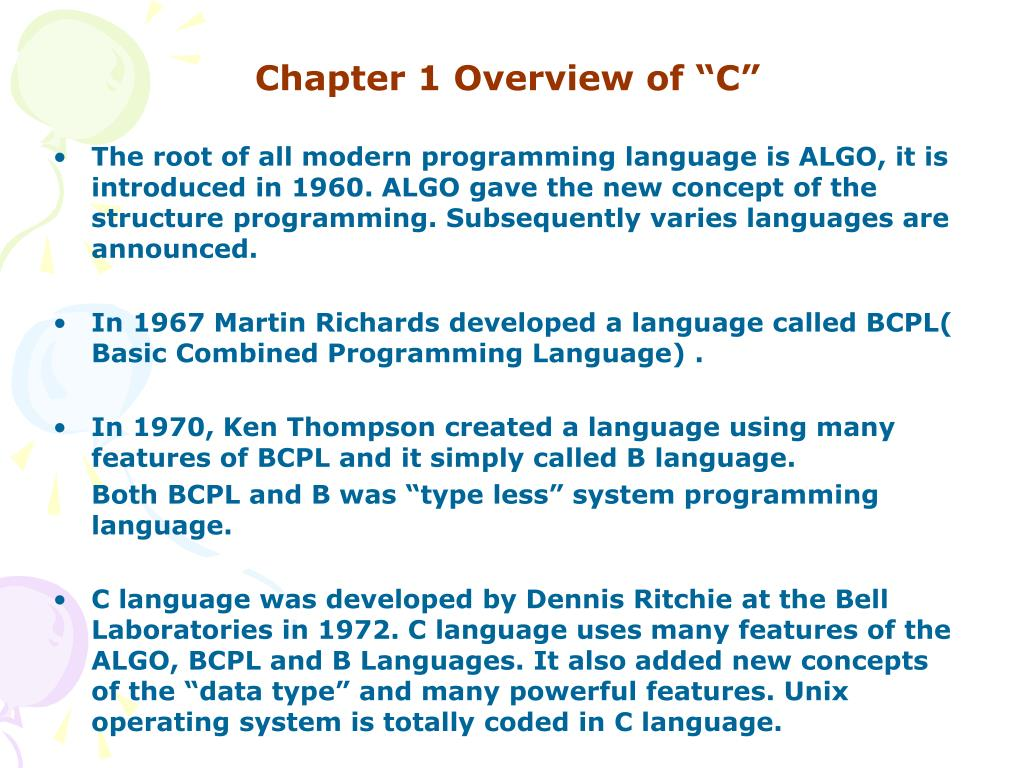 Chapter 1 Overview of “C”
• The root of all modern programming language is ALGO, it is
introduced in 1960. ALGO gave the new concept of the
structure programming. Subsequently varies languages are
announced.
• In 1967 Martin Richards developed a language called BCPL(
Basic Combined Programming Language) .
• In 1970, Ken Thompson created a language using many
features of BCPL and it simply called B language.
Both BCPL and B was “type less” system programming
language.
• C language was developed by Dennis Ritchie at the Bell
Laboratories in 1972. C language uses many features of the
ALGO, BCPL and B Languages. It also added new concepts
of the “data type” and many powerful features. Unix
operating system is totally coded in C language.